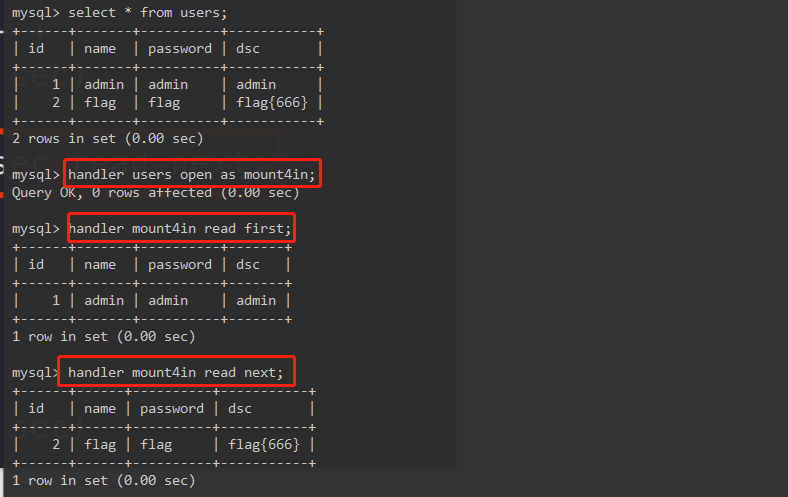 mysql> select * from users;
+------+-------+----------+-----------+
| id   | name  | password | dsc       |
+------+-------+----------+-----------+
|    1 | admin | admin    | admin     |
|    2 | flag  | flag     | flag{666} |
+------+-------+----------+-----------+
2 rows in set (0.00 sec)
mysql> handler users open as mount4in;
Query OK, 0 rows affected (0.00 sec)
mysql> handler mount4in read first;
+------+-------+----------+-------+
| id   | name  | password | dsc   |
+------+-------+----------+-------+
|    1 | admin | admin    | admin |
+------+-------+----------+-------+
1 row in set (0.00 sec)
mysql> handler mount4in read next;
+------+------+----------+-----------+
| id   | name | password | dsc       |
+------+------+----------+-----------+
|    2 | flag | flag     | flag{666} |
+------+------+----------+-----------+
1 row in set (0.00 sec)